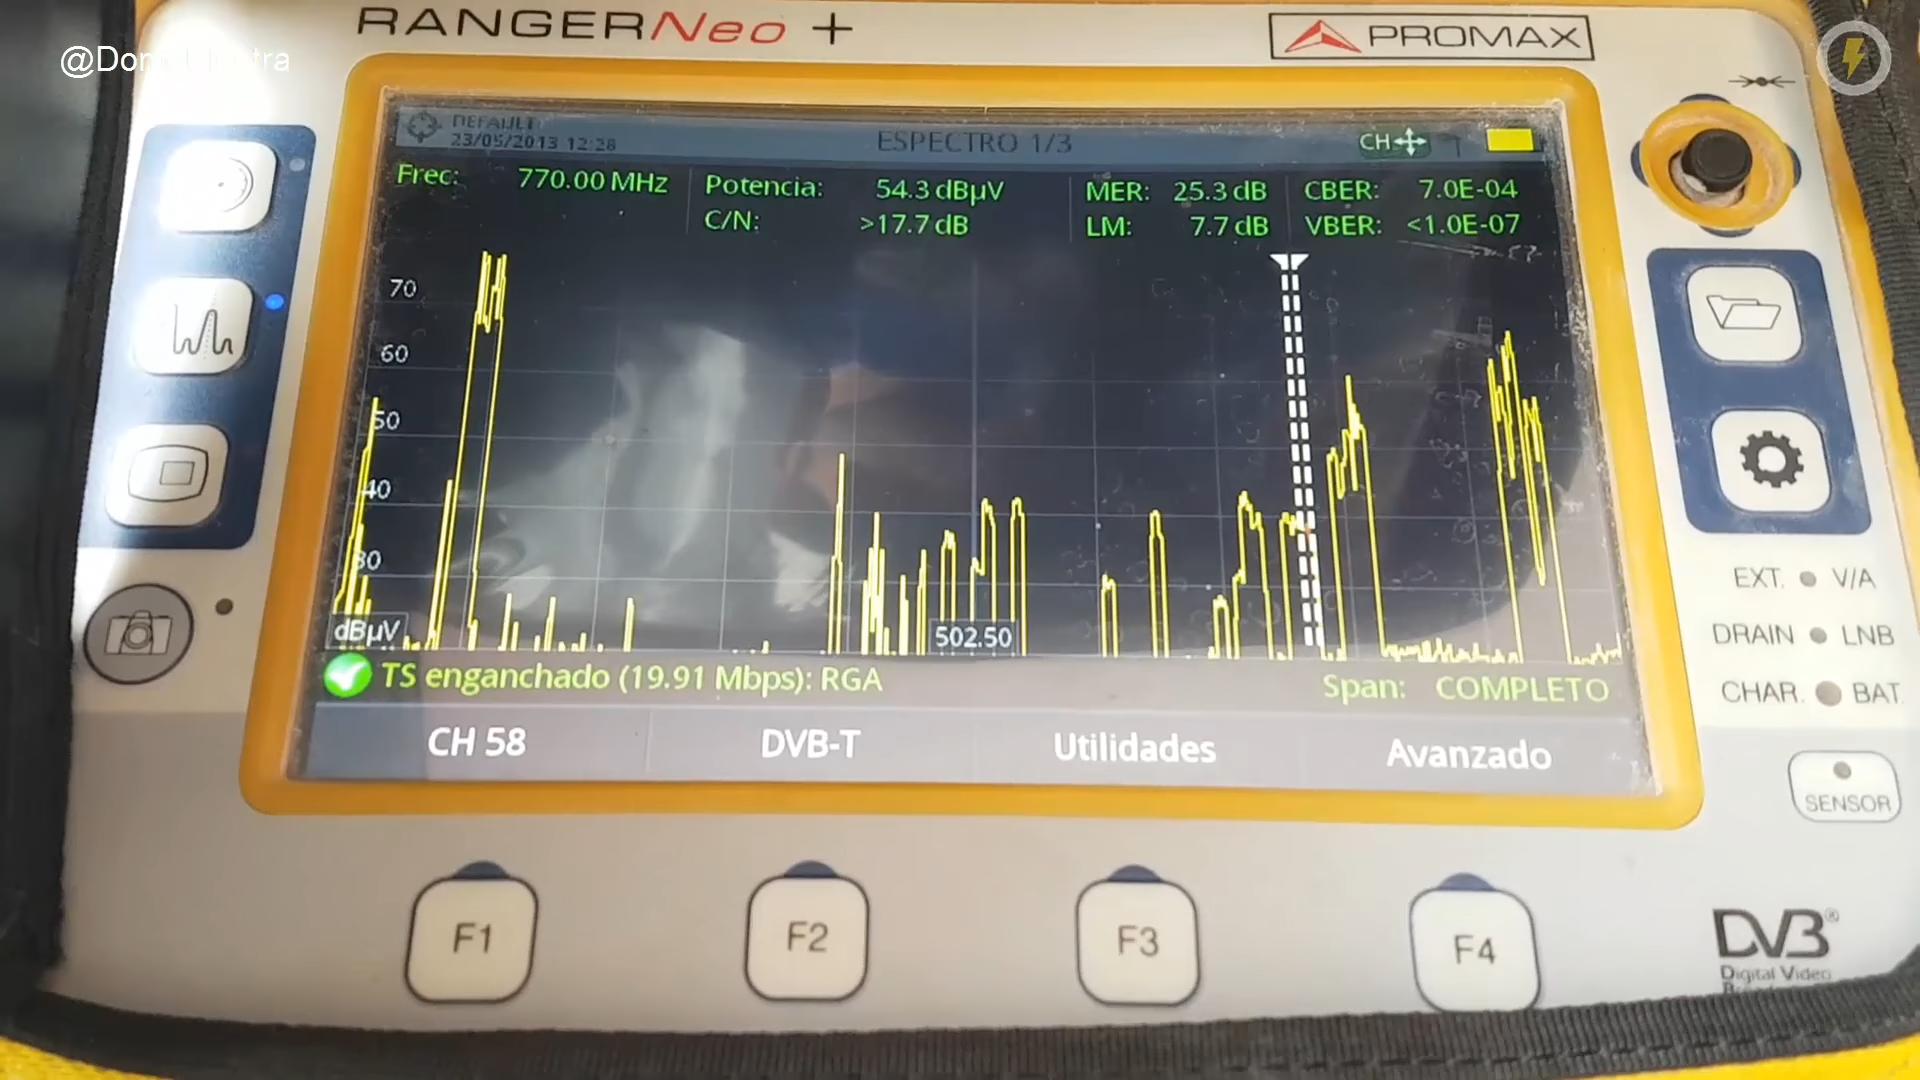 RANGERNeo +
PROMAX
DEFAULT
23/05/2013 12:28
ESPECTRO 1/3
CH
Frec: 770.00 MHz
Potencia: 54.3 dBµV
MER: 25.3 dB
CBER: 7.0E-04
C/N: >17.7 dB
LM: 7.7 dB
VBER: <1.0E-07
70
60
50
40
30
dBµV
502.50
TS enganchado (19.91 Mbps): RGA
Span: COMPLETO
CH 58
DVB-T
Utilidades
Avanzado
EXT. V/A
DRAIN LNB
CHAR. BAT.
SENSOR
F1
F2
F3
F4
DVB®
Digital Video